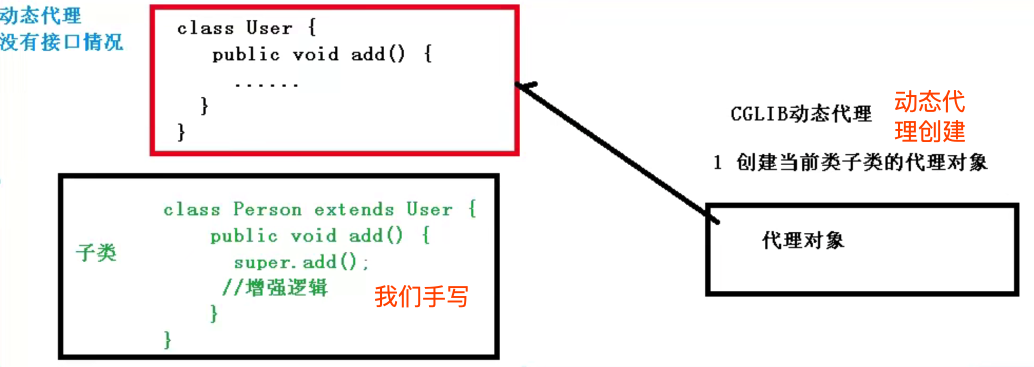 动态代理
没有接口情况
class User {
public void add() {
......
}
}
子类
class Person extends User {
public void add() {
super.add();
//增强逻辑
}
}
我们手写
CGLIB动态代理
动态代
理创建
1 创建当前类子类的代理对象
代理对象